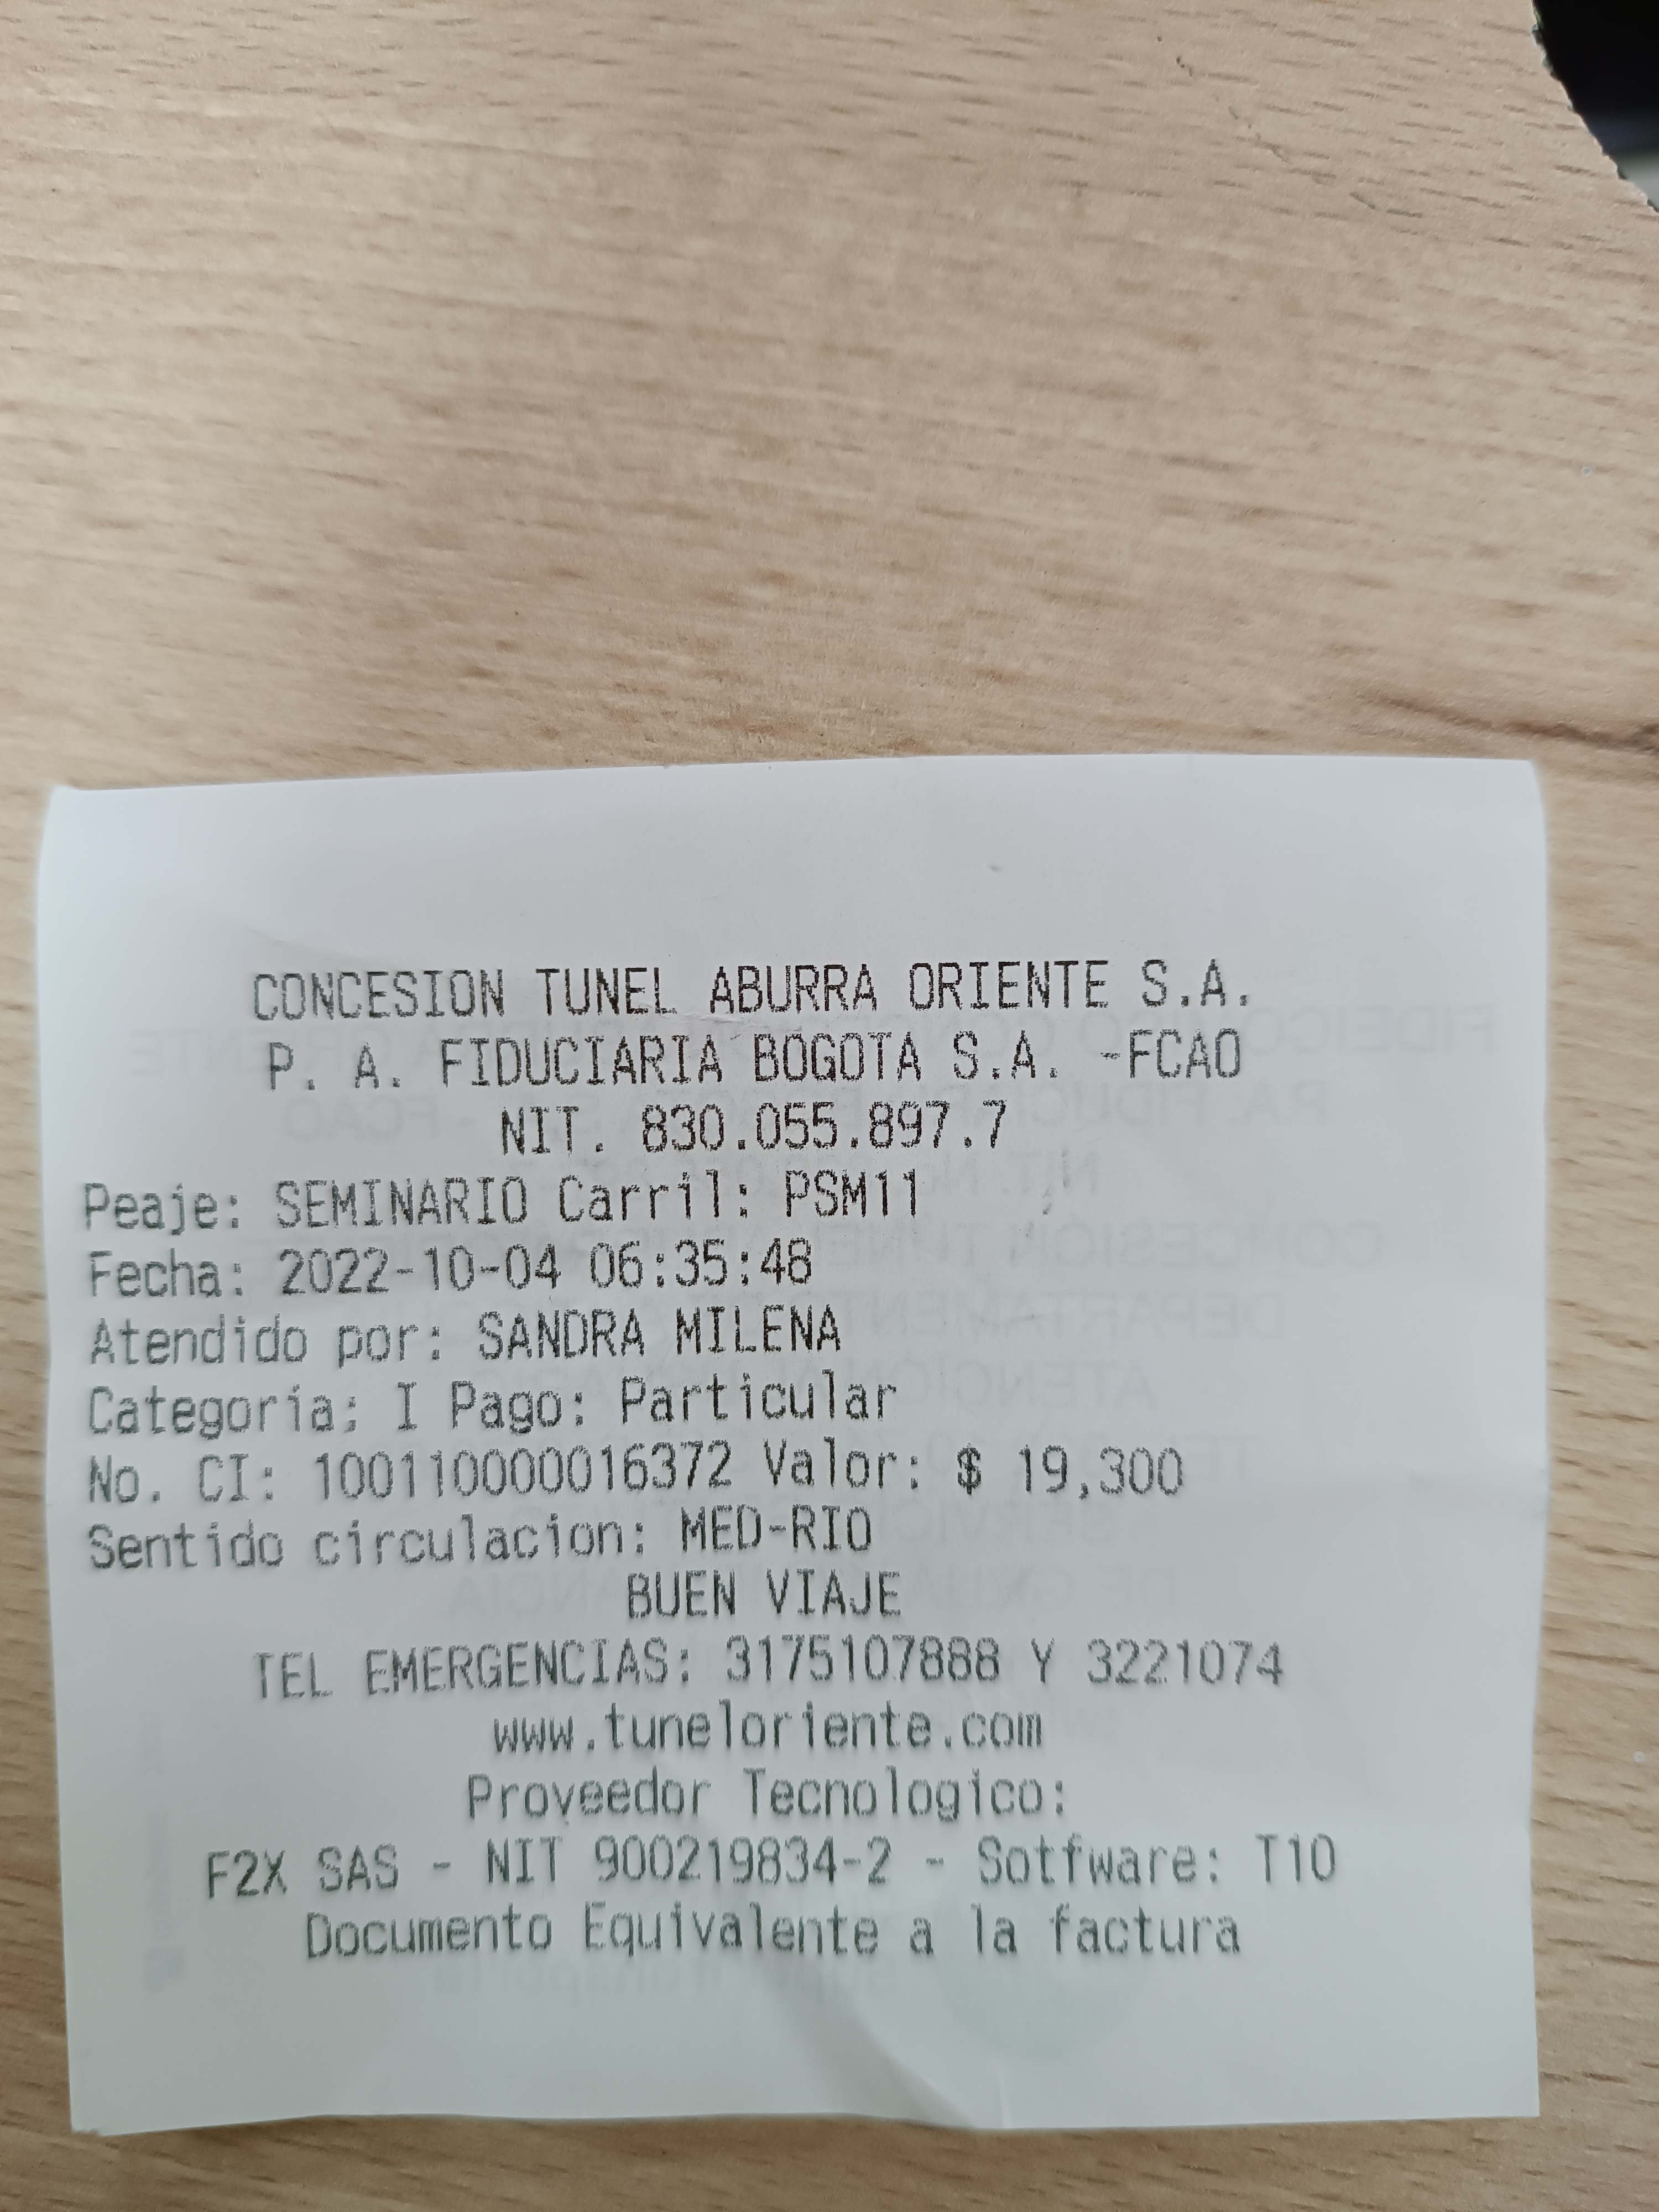 CONCESION TUNEL ABURRA ORIENTE S.A.
P. A. FIDUCIARIA BOGOTA S.A. -FCAO
NIT. 830.055.897.7
Peaje: SEMINARIO Carril: PSM11
Fecha: 2022-10-04 06:35:48
Atendido por: SANDRA MILENA
Categoria; I Pago: Particular
No. CI: 100110000016372 Valor: $ 19,300
Sentido circulacion: MED-RIO
BUEN VIAJE
TEL EMERGENCIAS: 3175107888 Y 3221074
www.tuneloriente.com
Proveedor Tecnologico:
F2X SAS - NIT 900219834-2 - Sotfware: T10
Documento Equivalente a la factura